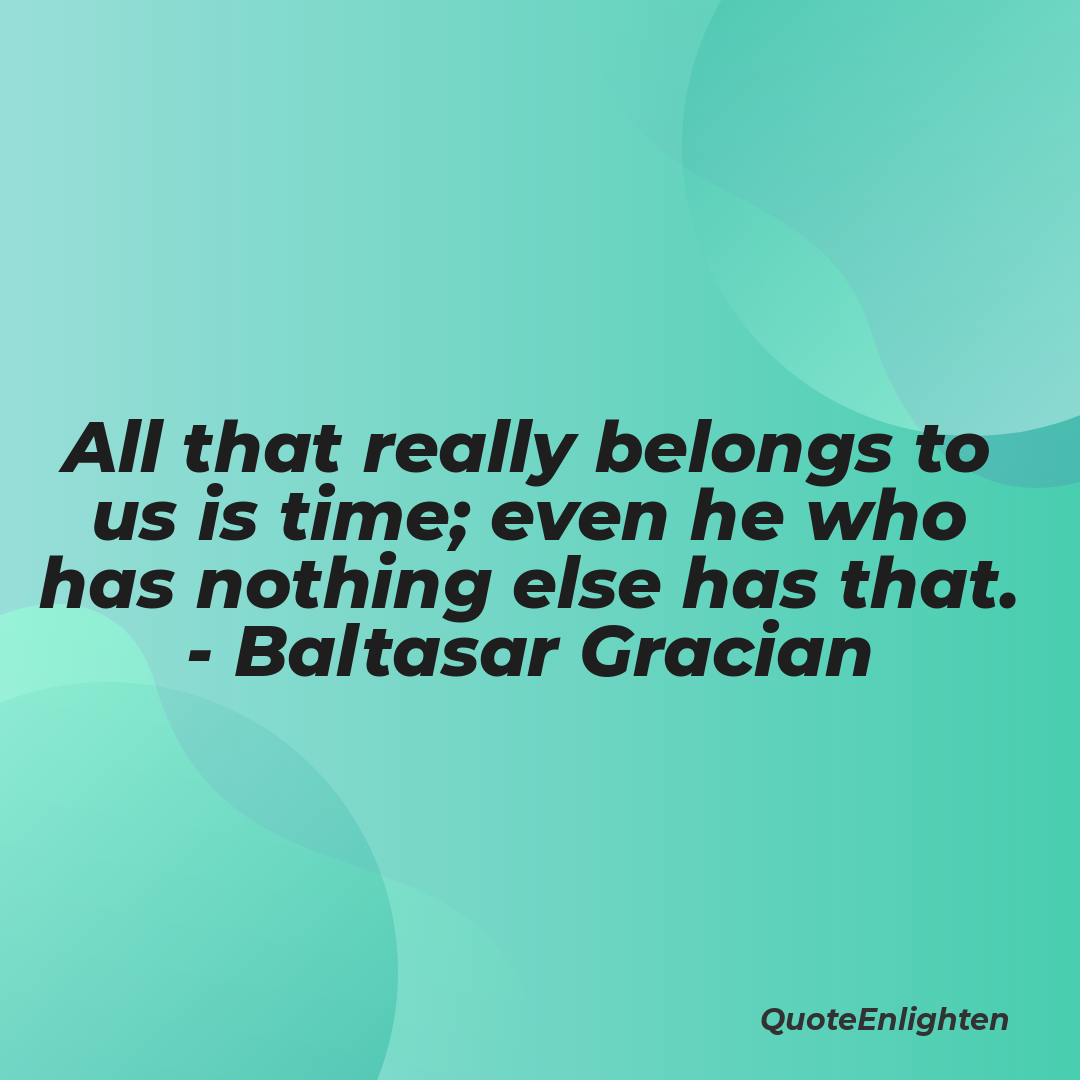 All that really belongs to
us is time; even he who
has nothing else has that.
- Baltasar Gracian
QuoteEnlighten